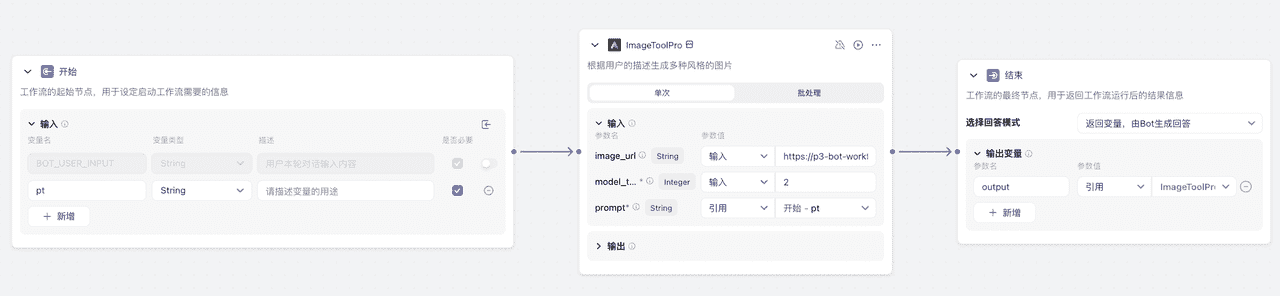 开始
工作流的起始节点，用于设定启动工作流需要的信息
输入
变量名 变量类型 描述 是否必要
BOT_USER_INPUT String 用户本轮对话输入内容
pt String 请描述变量的用途
+ 新增
ImageToolPro
根据用户的描述生成多种风格的图片
单次 批处理
输入
参数名 参数值
image_url String 输入 https://p3-bot-workf
model_t... * Integer 输入 2
prompt* String 引用 开始 - pt
输出
结束
工作流的最终节点，用于返回工作流运行后的结果信息
选择回答模式 返回变量，由Bot生成回答
输出变量
参数名 参数值
output 引用 ImageToolPro
+ 新增